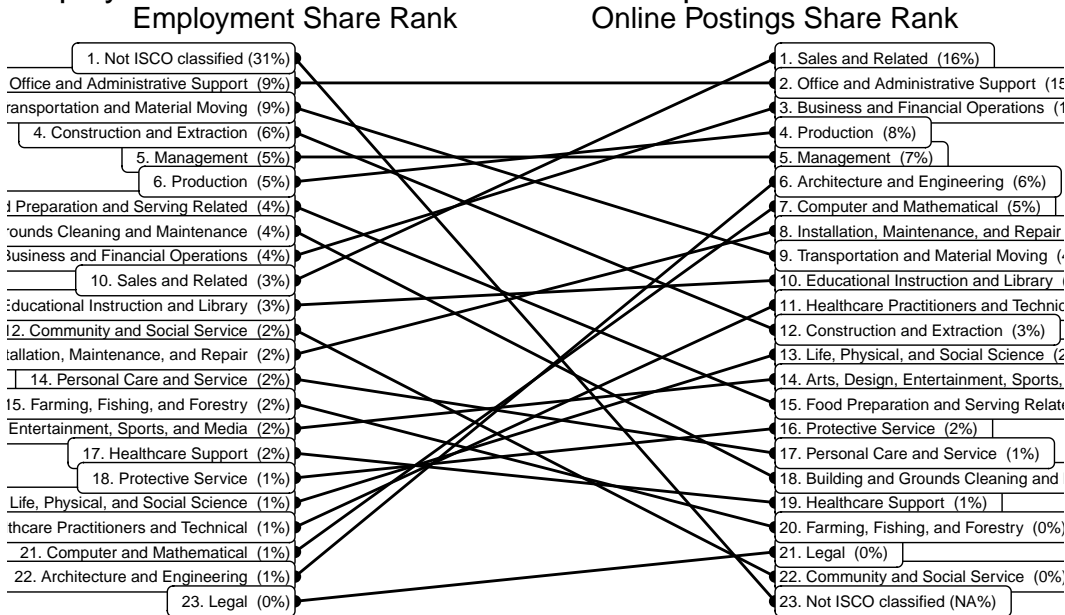 Employment Share Rank
Online Postings Share Rank
1. Not ISCO classified (31%)
Office and Administrative Support (9%)
ransportation and Material Moving (9%)
4. Construction and Extraction (6%)
5. Management (5%)
6. Production (5%)
d Preparation and Serving Related (4%)
rounds Cleaning and Maintenance (4%)
Business and Financial Operations (4%)
10. Sales and Related (3%)
Educational Instruction and Library (3%)
12. Community and Social Service (2%)
tallation, Maintenance, and Repair (2%)
14. Personal Care and Service (2%)
15. Farming, Fishing, and Forestry (2%)
Entertainment, Sports, and Media (2%)
17. Healthcare Support (2%)
18. Protective Service (1%)
Life, Physical, and Social Science (1%)
thcare Practitioners and Technical (1%)
21. Computer and Mathematical (1%)
22. Architecture and Engineering (1%)
23. Legal (0%)
1. Sales and Related (16%)
2. Office and Administrative Support (15
3. Business and Financial Operations (1
4. Production (8%)
5. Management (7%)
6. Architecture and Engineering (6%)
7. Computer and Mathematical (5%)
8. Installation, Maintenance, and Repair
9. Transportation and Material Moving (4
10. Educational Instruction and Library (
11. Healthcare Practitioners and Technic
12. Construction and Extraction (3%)
13. Life, Physical, and Social Science (2
14. Arts, Design, Entertainment, Sports,
15. Food Preparation and Serving Relate
16. Protective Service (2%)
17. Personal Care and Service (1%)
18. Building and Grounds Cleaning and
19. Healthcare Support (1%)
20. Farming, Fishing, and Forestry (0%)
21. Legal (0%)
22. Community and Social Service (0%)
23. Not ISCO classified (NA%)